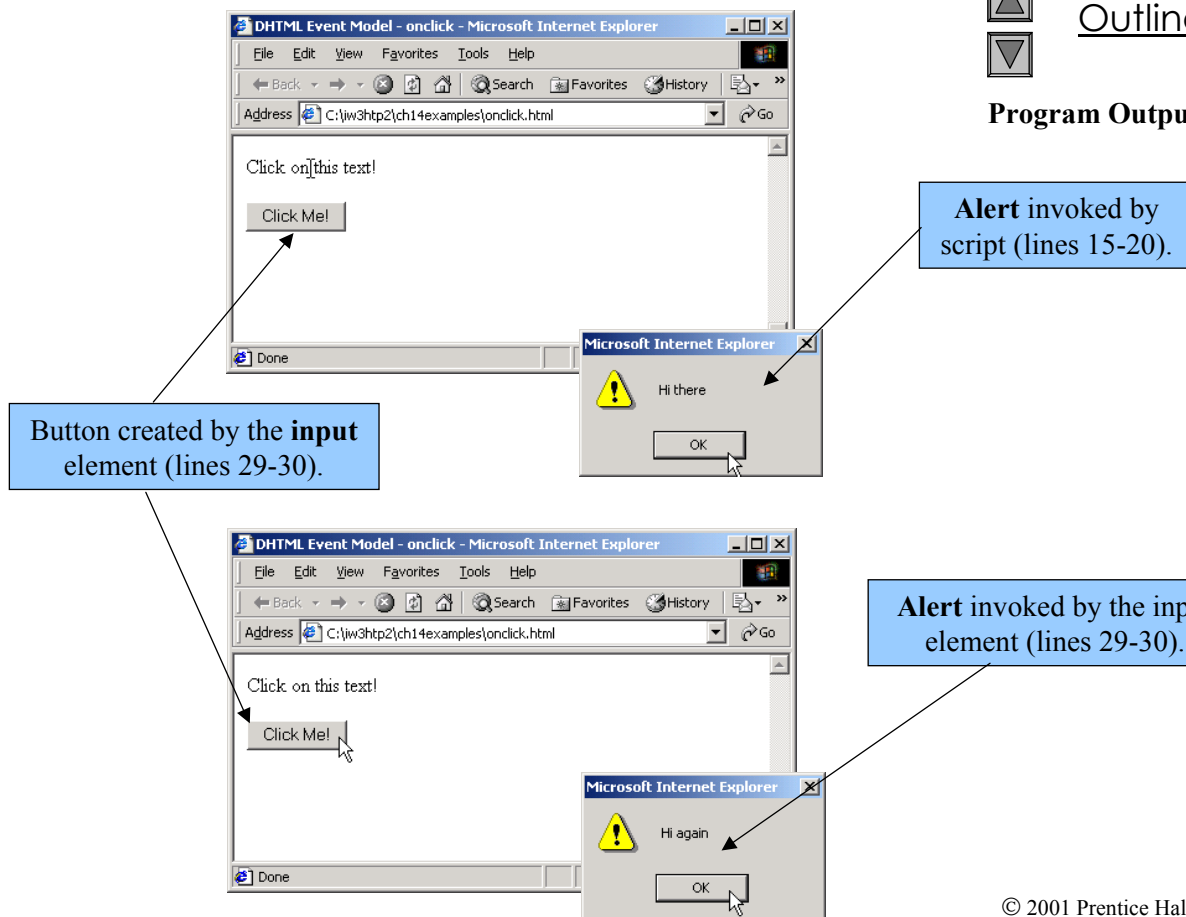 Outlin
Program Outpu
DHTML Event Model - onclick - Microsoft Internet Explorer
File Edit View Favorites Tools Help
Back Search Favorites History »
Address C:\iw3htp2\ch14examples\onclick.html Go
Click on this text!
Click Me!
Done
Alert invoked by
script (lines 15-20).
Microsoft Internet Explorer
Hi there
OK
Button created by the input
element (lines 29-30).
DHTML Event Model - onclick - Microsoft Internet Explorer
File Edit View Favorites Tools Help
Back Search Favorites History »
Address C:\iw3htp2\ch14examples\onclick.html Go
Click on this text!
Click Me!
Done
Alert invoked by the inp
element (lines 29-30).
Microsoft Internet Explorer
Hi again
OK
© 2001 Prentice Hal